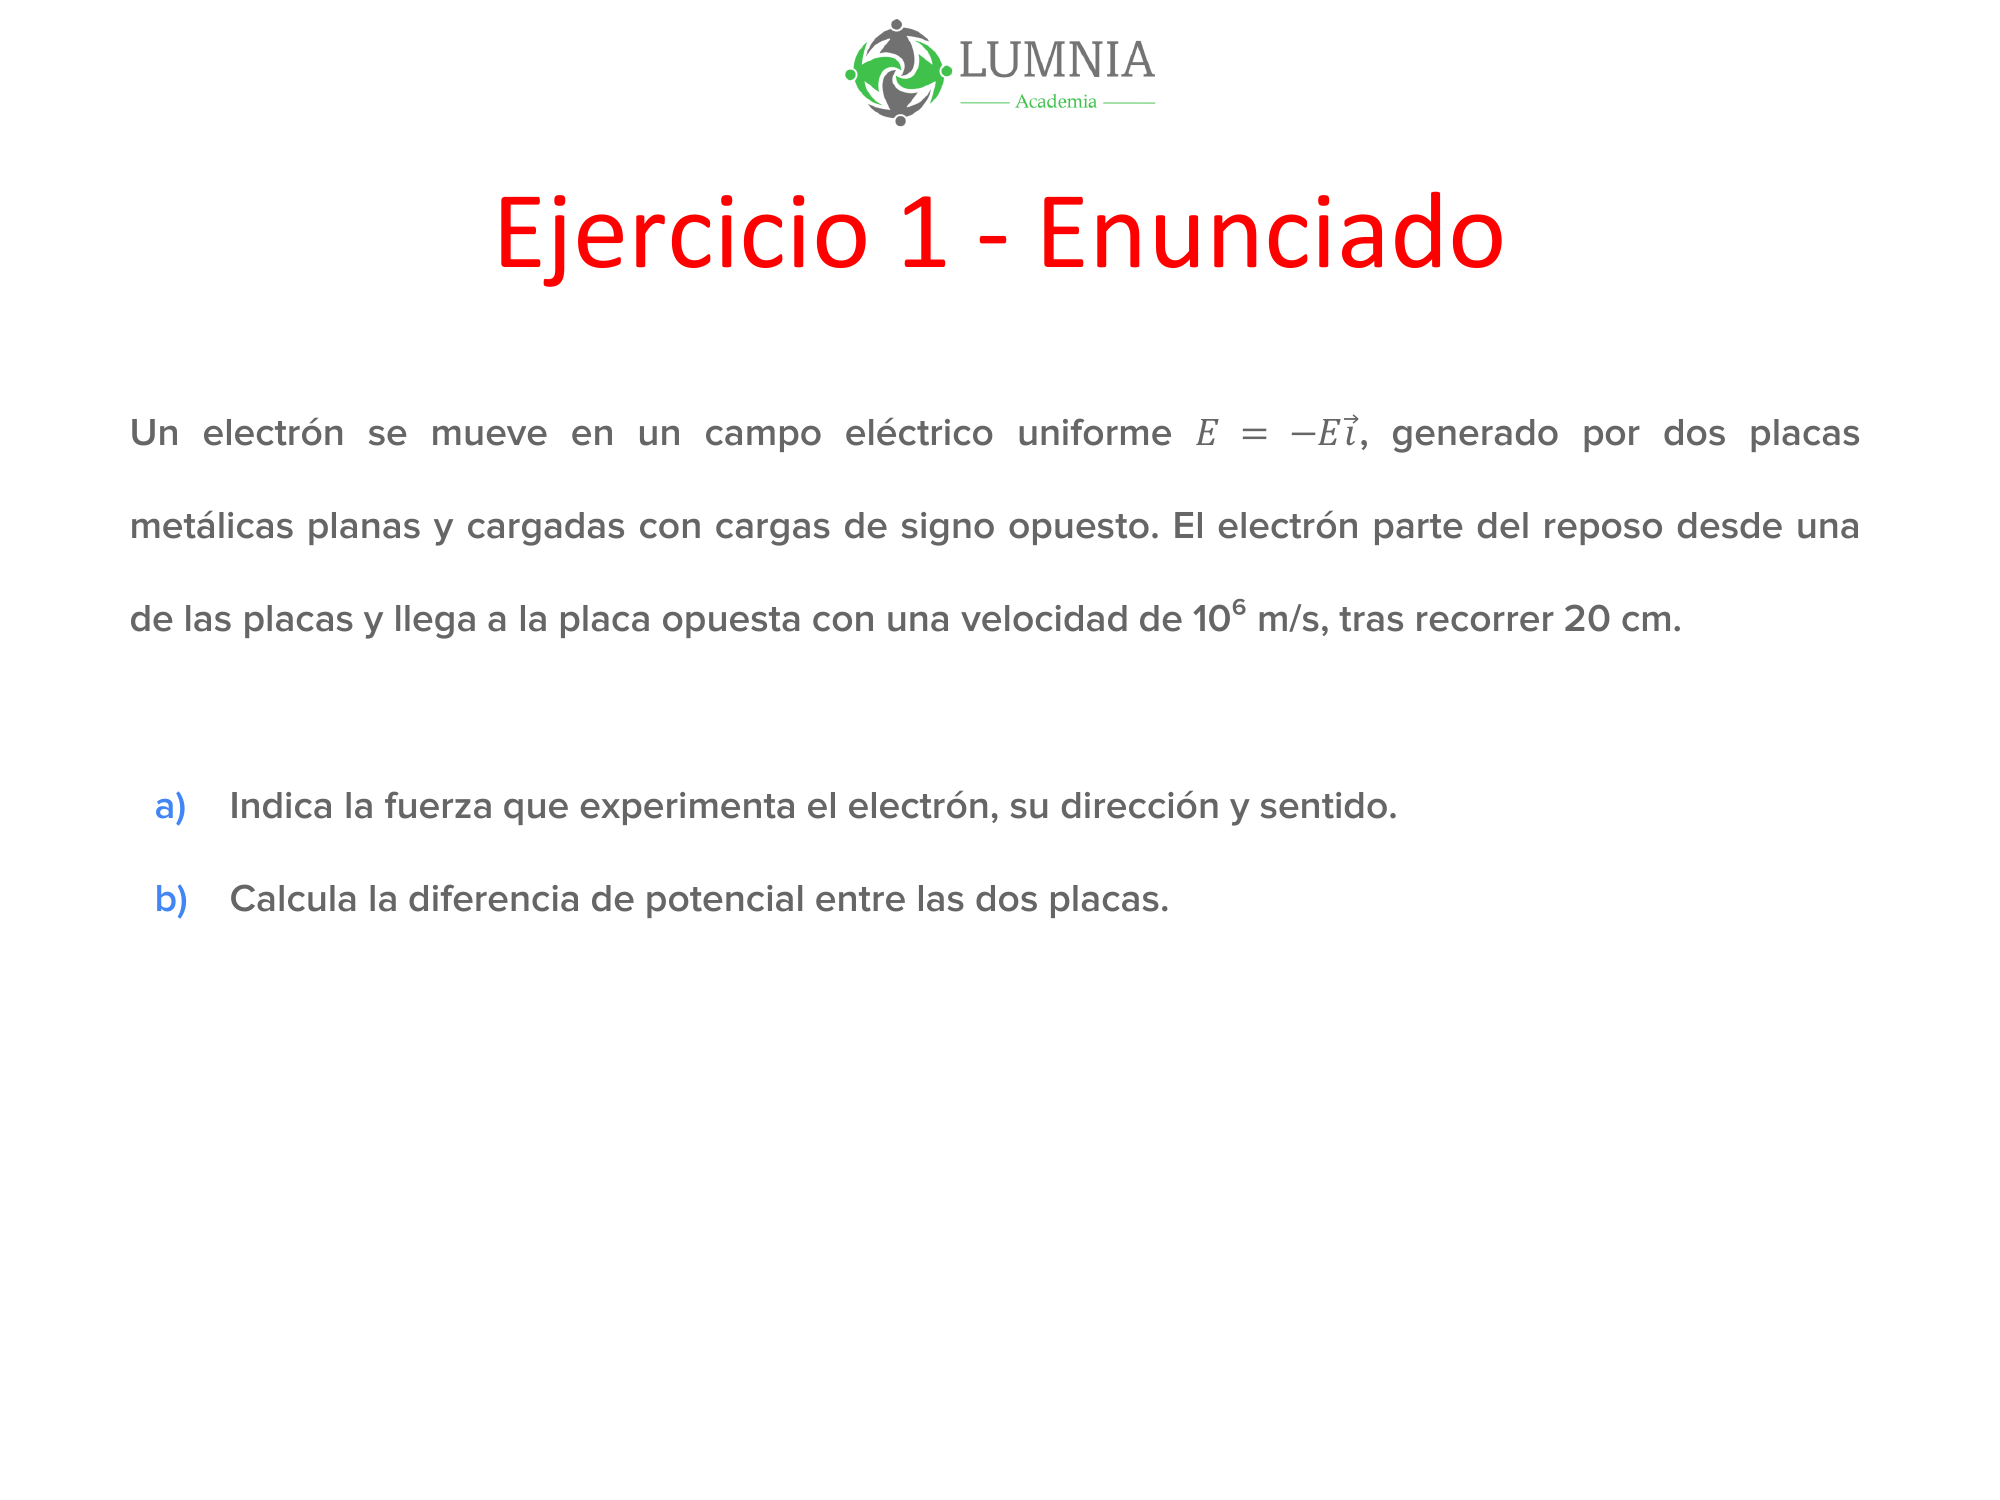 LUMNIA
Academia
Ejercicio 1 - Enunciado
Un electrón se mueve en un campo eléctrico uniforme E = −Ei⃗, generado por dos placas
metálicas planas y cargadas con cargas de signo opuesto. El electrón parte del reposo desde una
de las placas y llega a la placa opuesta con una velocidad de 10⁶ m/s, tras recorrer 20 cm.
a) Indica la fuerza que experimenta el electrón, su dirección y sentido.
b) Calcula la diferencia de potencial entre las dos placas.